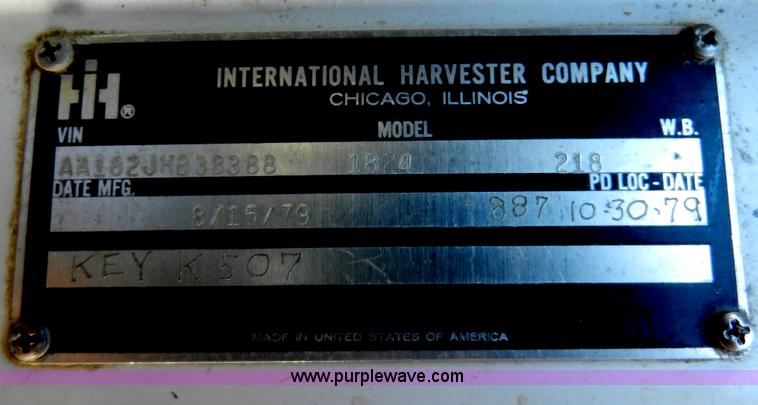 IH®
INTERNATIONAL HARVESTER COMPANY
CHICAGO, ILLINOIS
VIN MODEL W.B.
AA182JHB38388 1824 218
DATE MFG. PD LOC-DATE
8/15/79 887 10-30-79
KEY K507
MADE IN UNITED STATES OF AMERICA
www.purplewave.com